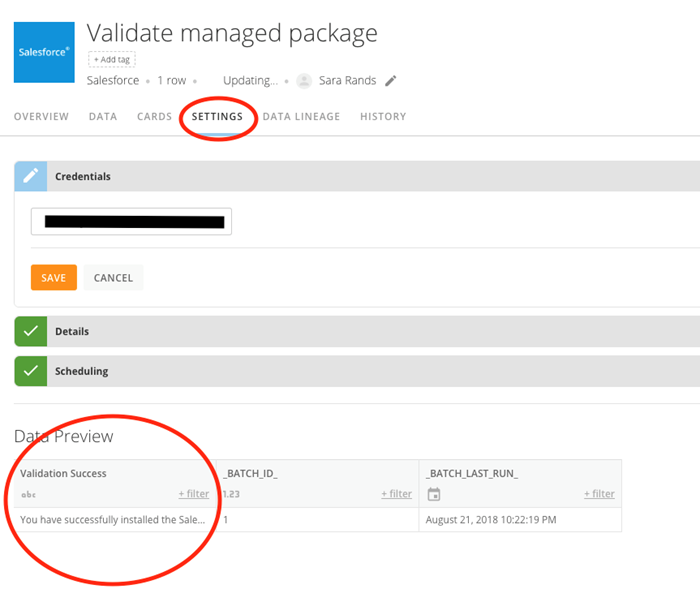 Salesforce®
Validate managed package
+ Add tag
Salesforce • 1 row • Updating... • Sara Rands
OVERVIEW DATA CARDS SETTINGS DATA LINEAGE HISTORY
Credentials
SAVE CANCEL
Details
Scheduling
Data Preview
Validation Success _BATCH_ID_ _BATCH_LAST_RUN_
abc + filter 1.23 + filter + filter
You have successfully installed the Sale... 1 August 21, 2018 10:22:19 PM